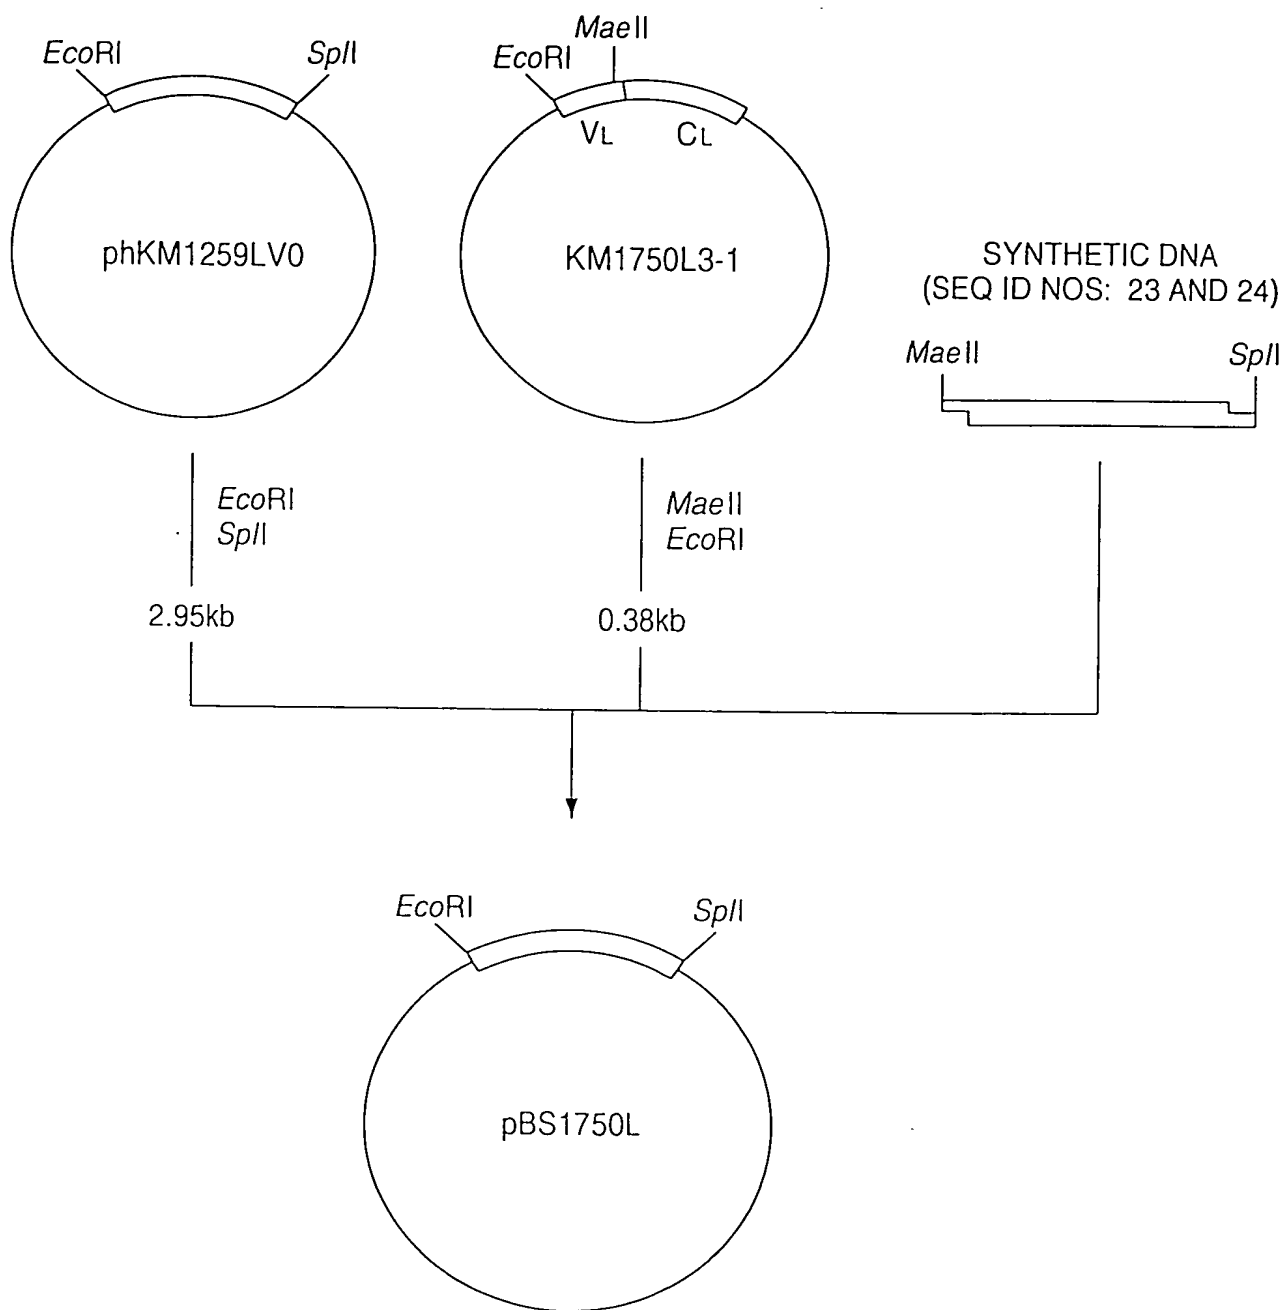 EcoRI
SplI
phKM1259LV0
MaeII
EcoRI
VL
CL
KM1750L3-1
SYNTHETIC DNA
(SEQ ID NOS: 23 AND 24)
MaeII
SplI
EcoRI
SplI
2.95kb
MaeII
EcoRI
0.38kb
EcoRI
SplI
pBS1750L